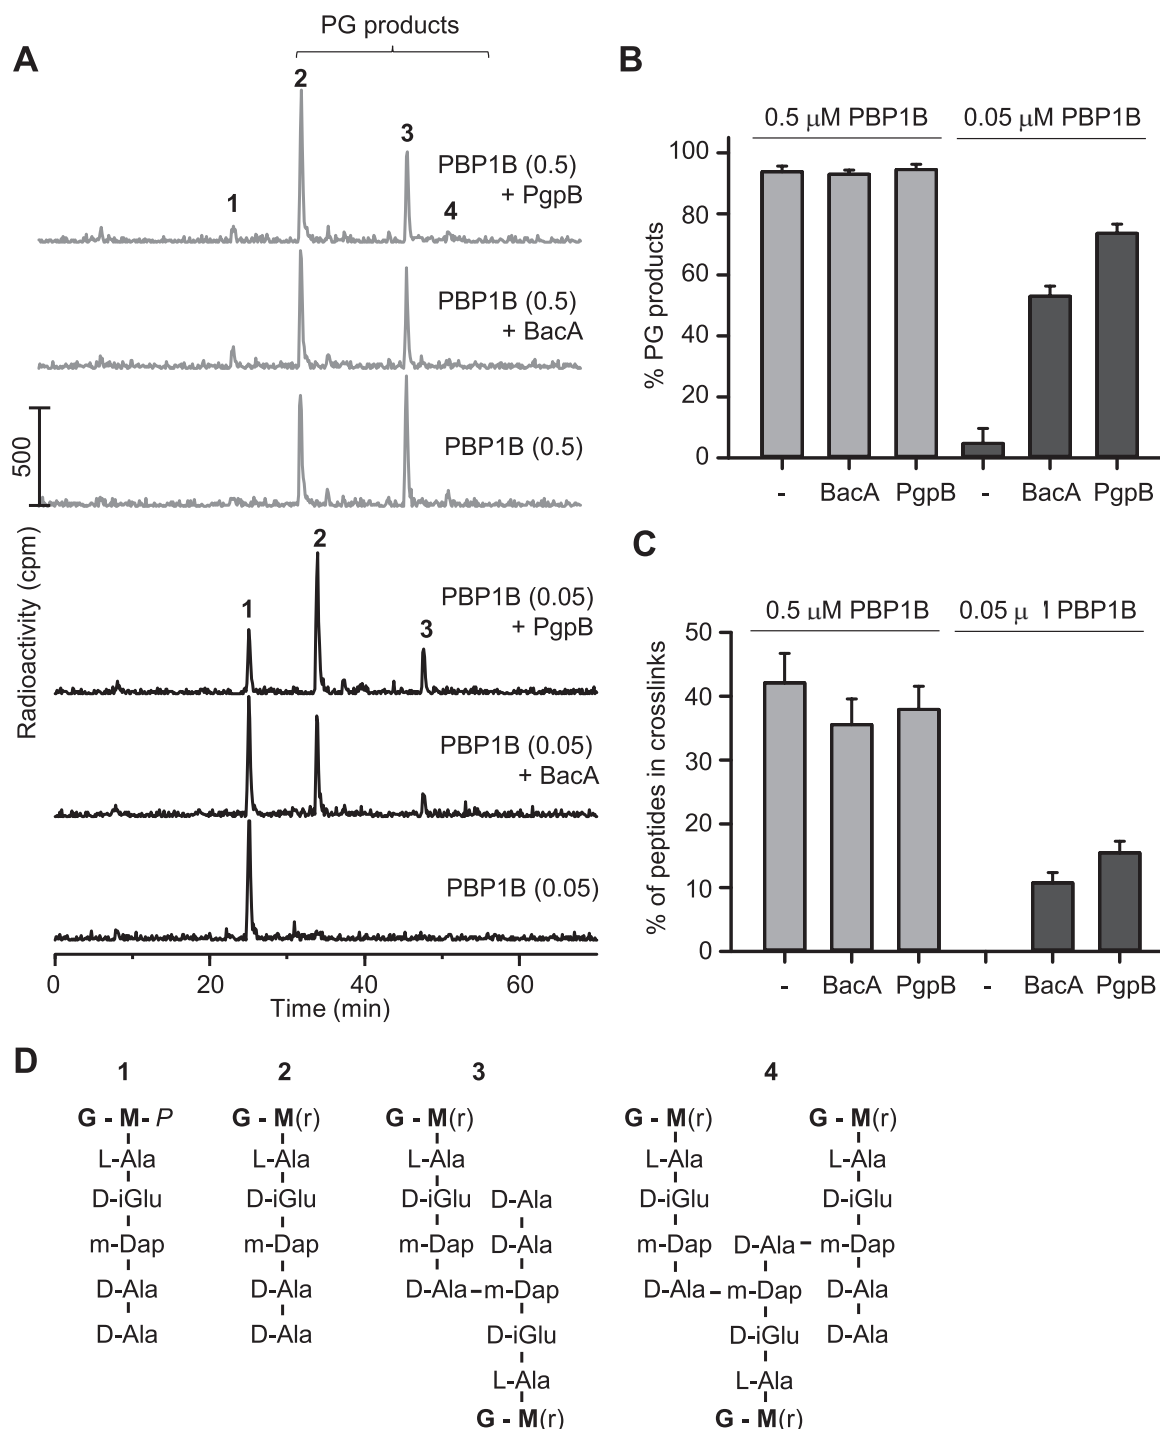 A
PG products
2
3
1
4
PBP1B (0.5)
+ PgpB
PBP1B (0.5)
+ BacA
PBP1B (0.5)
500
Radioactivity (cpm)
2
1
3
PBP1B (0.05)
+ PgpB
PBP1B (0.05)
+ BacA
PBP1B (0.05)
0 20 40 60
Time (min)
B
0.5 µM PBP1B 0.05 µM PBP1B
% PG products
100
80
60
40
20
0
- BacA PgpB - BacA PgpB
C
0.5 µM PBP1B 0.05 µ PBP1B
% of peptides in crosslinks
50
40
30
20
10
0
- BacA PgpB - BacA PgpB
D
1 2 3 4
G - M- P G - M(r) G - M(r) G - M(r) G - M(r)
L-Ala L-Ala L-Ala L-Ala L-Ala
D-iGlu D-iGlu D-iGlu D-Ala D-iGlu D-iGlu
m-Dap m-Dap m-Dap D-Ala m-Dap D-Ala – m-Dap
D-Ala D-Ala D-Ala – m-Dap D-Ala – m-Dap D-Ala
D-Ala D-Ala D-iGlu D-iGlu D-Ala
L-Ala L-Ala
G - M(r) G - M(r)